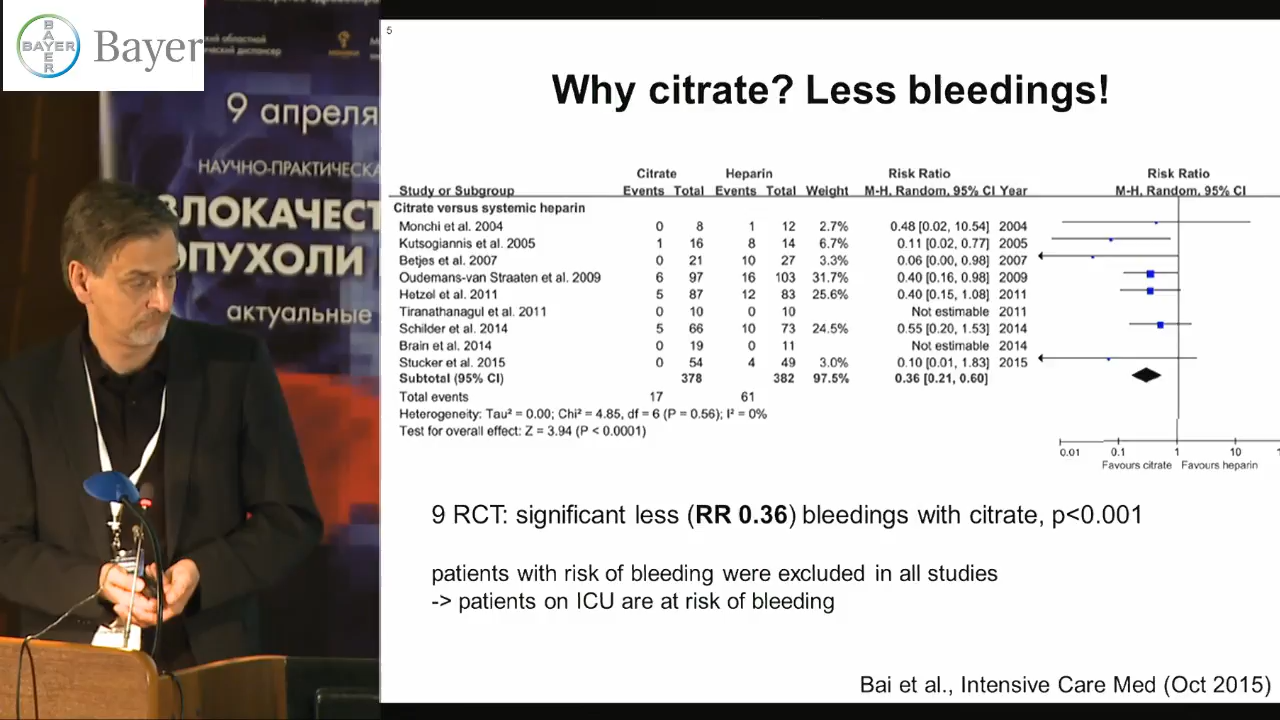 BAYER
BAYER
Bayer
9 апреля
НАУЧНО-ПРАКТИЧЕСКА
ЗЛОКАЧЕСТ
ОПУХОЛИ
актуальные
5
Why citrate? Less bleedings!
Citrate Heparin Risk Ratio Risk Ratio
Study or Subgroup Events Total Events Total Weight M-H, Random, 95% CI Year M-H, Random, 95% CI
Citrate versus systemic heparin
Monchi et al. 2004 0 8 1 12 2.7% 0.48 [0.02, 10.54] 2004
Kutsogiannis et al. 2005 1 16 8 14 6.7% 0.11 [0.02, 0.77] 2005
Betjes et al. 2007 0 21 10 27 3.3% 0.06 [0.00, 0.98] 2007
Oudemans-van Straaten et al. 2009 6 97 16 103 31.7% 0.40 [0.16, 0.98] 2009
Hetzel et al. 2011 5 87 12 83 25.6% 0.40 [0.15, 1.08] 2011
Tiranathanagul et al. 2011 0 10 0 10 Not estimable 2011
Schilder et al. 2014 5 66 10 73 24.5% 0.55 [0.20, 1.53] 2014
Brain et al. 2014 0 19 0 11 Not estimable 2014
Stucker et al. 2015 0 54 4 49 3.0% 0.10 [0.01, 1.83] 2015
Subtotal (95% CI) 378 382 97.5% 0.36 [0.21, 0.60]
Total events 17 61
Heterogeneity: Tau² = 0.00; Chi² = 4.85, df = 6 (P = 0.56); I² = 0%
Test for overall effect: Z = 3.94 (P < 0.0001)
0.01 0.1 1 10
Favours citrate Favours heparin
9 RCT: significant less (RR 0.36) bleedings with citrate, p<0.001
patients with risk of bleeding were excluded in all studies
-> patients on ICU are at risk of bleeding
Bai et al., Intensive Care Med (Oct 2015)